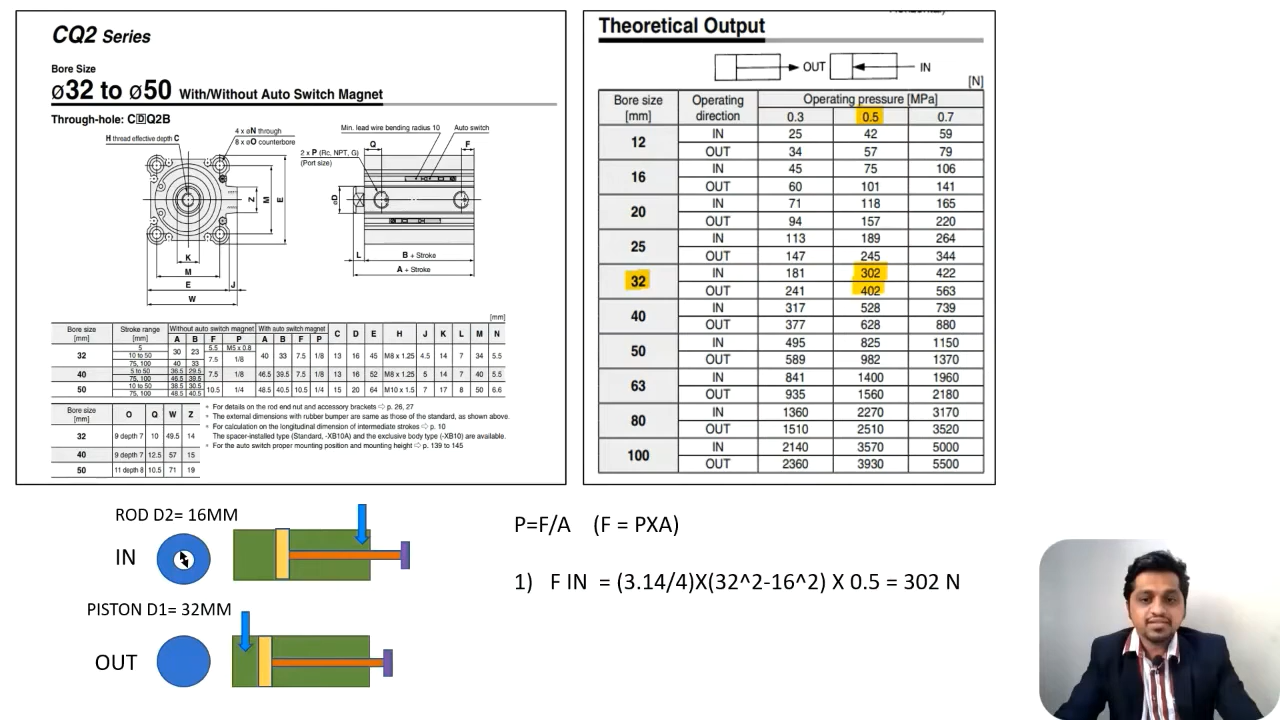 CQ2 Series
Bore Size
ø32 to ø50 With/Without Auto Switch Magnet
Through-hole: CDQ2B
H thread effective depth C
4 x øN through
8 x øO counterbore
Min. lead wire bending radius 10
Auto switch
2 x P (Rc, NPT, G)
(Port size)
Q
F
øD
Z
M
E
K
M
E
J
W
L
B + Stroke
A + Stroke
[mm]
Bore size [mm] Stroke range [mm] Without auto switch magnet With auto switch magnet C D E H J K L M N
A B F P A B F P
32 5 30 23 5.5 M5 x 0.8 40 33 7.5 1/8 13 16 45 M8 x 1.25 4.5 14 7 34 5.5
10 to 50 7.5 1/8
75, 100 40 33
40 5 to 50 36.5 29.5 7.5 1/8 46.5 39.5 7.5 1/8 13 16 52 M8 x 1.25 5 14 7 40 5.5
75, 100 46.5 39.5
50 10 to 50 38.5 30.5 10.5 1/4 48.5 40.5 10.5 1/4 15 20 64 M10 x 1.5 7 17 8 50 6.6
75, 100 48.5 40.5
Bore size [mm] O Q W Z
32 9 depth 7 10 49.5 14
40 9 depth 7 12.5 57 15
50 11 depth 8 10.5 71 19
* For details on the rod end nut and accessory brackets ⇨ p. 26, 27
* The external dimensions with rubber bumper are same as those of the standard, as shown above.
* For calculation on the longitudinal dimension of intermediate strokes ⇨ p. 10
The spacer-installed type (Standard, -XB10A) and the exclusive body type (-XB10) are available.
* For the auto switch proper mounting position and mounting height ⇨ p. 139 to 145
Theoretical Output
OUT
IN
[N]
Bore size [mm] Operating direction Operating pressure [MPa]
0.3 0.5 0.7
12 IN 25 42 59
OUT 34 57 79
16 IN 45 75 106
OUT 60 101 141
20 IN 71 118 165
OUT 94 157 220
25 IN 113 189 264
OUT 147 245 344
32 IN 181 302 422
OUT 241 402 563
40 IN 317 528 739
OUT 377 628 880
50 IN 495 825 1150
OUT 589 982 1370
63 IN 841 1400 1960
OUT 935 1560 2180
80 IN 1360 2270 3170
OUT 1510 2510 3520
100 IN 2140 3570 5000
OUT 2360 3930 5500
ROD D2= 16MM
IN
PISTON D1= 32MM
OUT
P=F/A (F = PXA)
1) F IN = (3.14/4)X(32^2-16^2) X 0.5 = 302 N